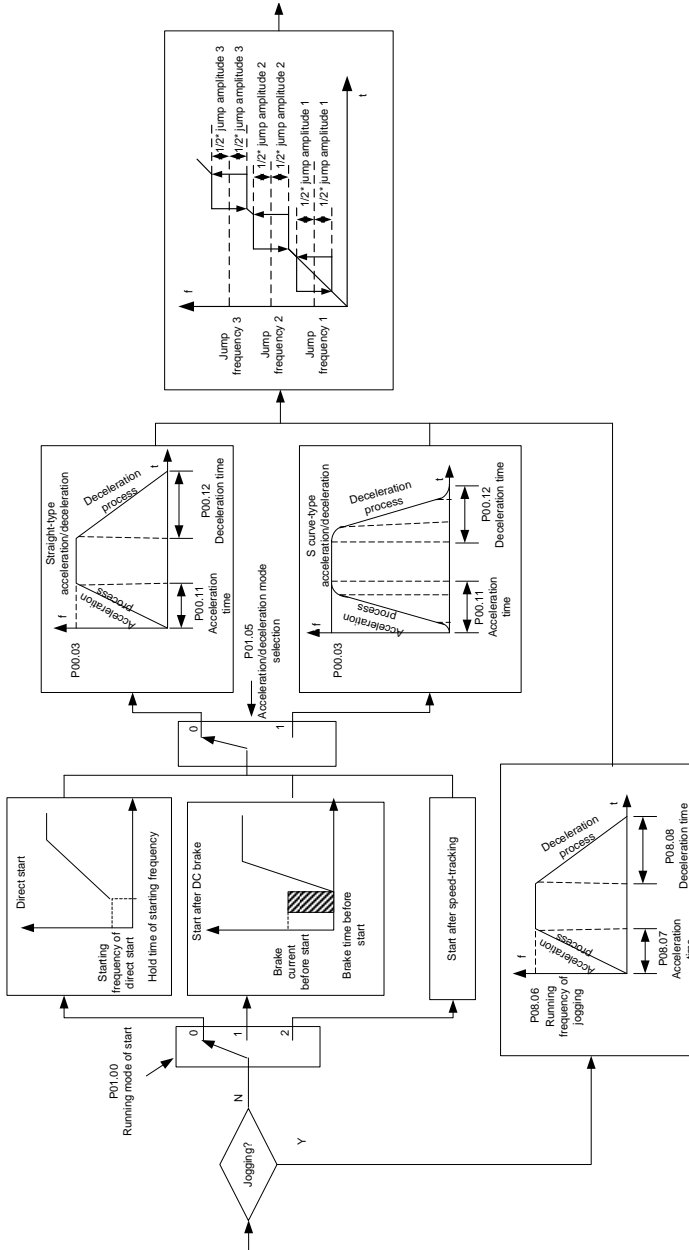 Jogging?
N
Y
P01.00
Running mode of start
0
1
2
Direct start
Starting
frequency of
direct start
Hold time of starting frequency
Start after DC brake
Brake
current
before start
Brake time before
start
Start after speed-tracking
P01.05
Acceleration/deceleration mode
selection
0
1
Straight-type
acceleration/deceleration
f
P00.03
Acceleration
process
Deceleration
process
t
P00.11
Acceleration
time
P00.12
Deceleration time
S curve-type
acceleration/deceleration
f
P00.03
Acceleration
process
Deceleration
process
t
P00.11
Acceleration
time
P00.12
Deceleration time
P08.06
Running
frequency of
jogging
f
Acceleration
process
Deceleration
process
t
P08.07
Acceleration
P08.08
Deceleration time
f
Jump
frequency 3
Jump
frequency 2
Jump
frequency 1
1/2* jump amplitude 3
1/2* jump amplitude 3
1/2* jump amplitude 2
1/2* jump amplitude 2
1/2* jump amplitude 1
1/2* jump amplitude 1
t